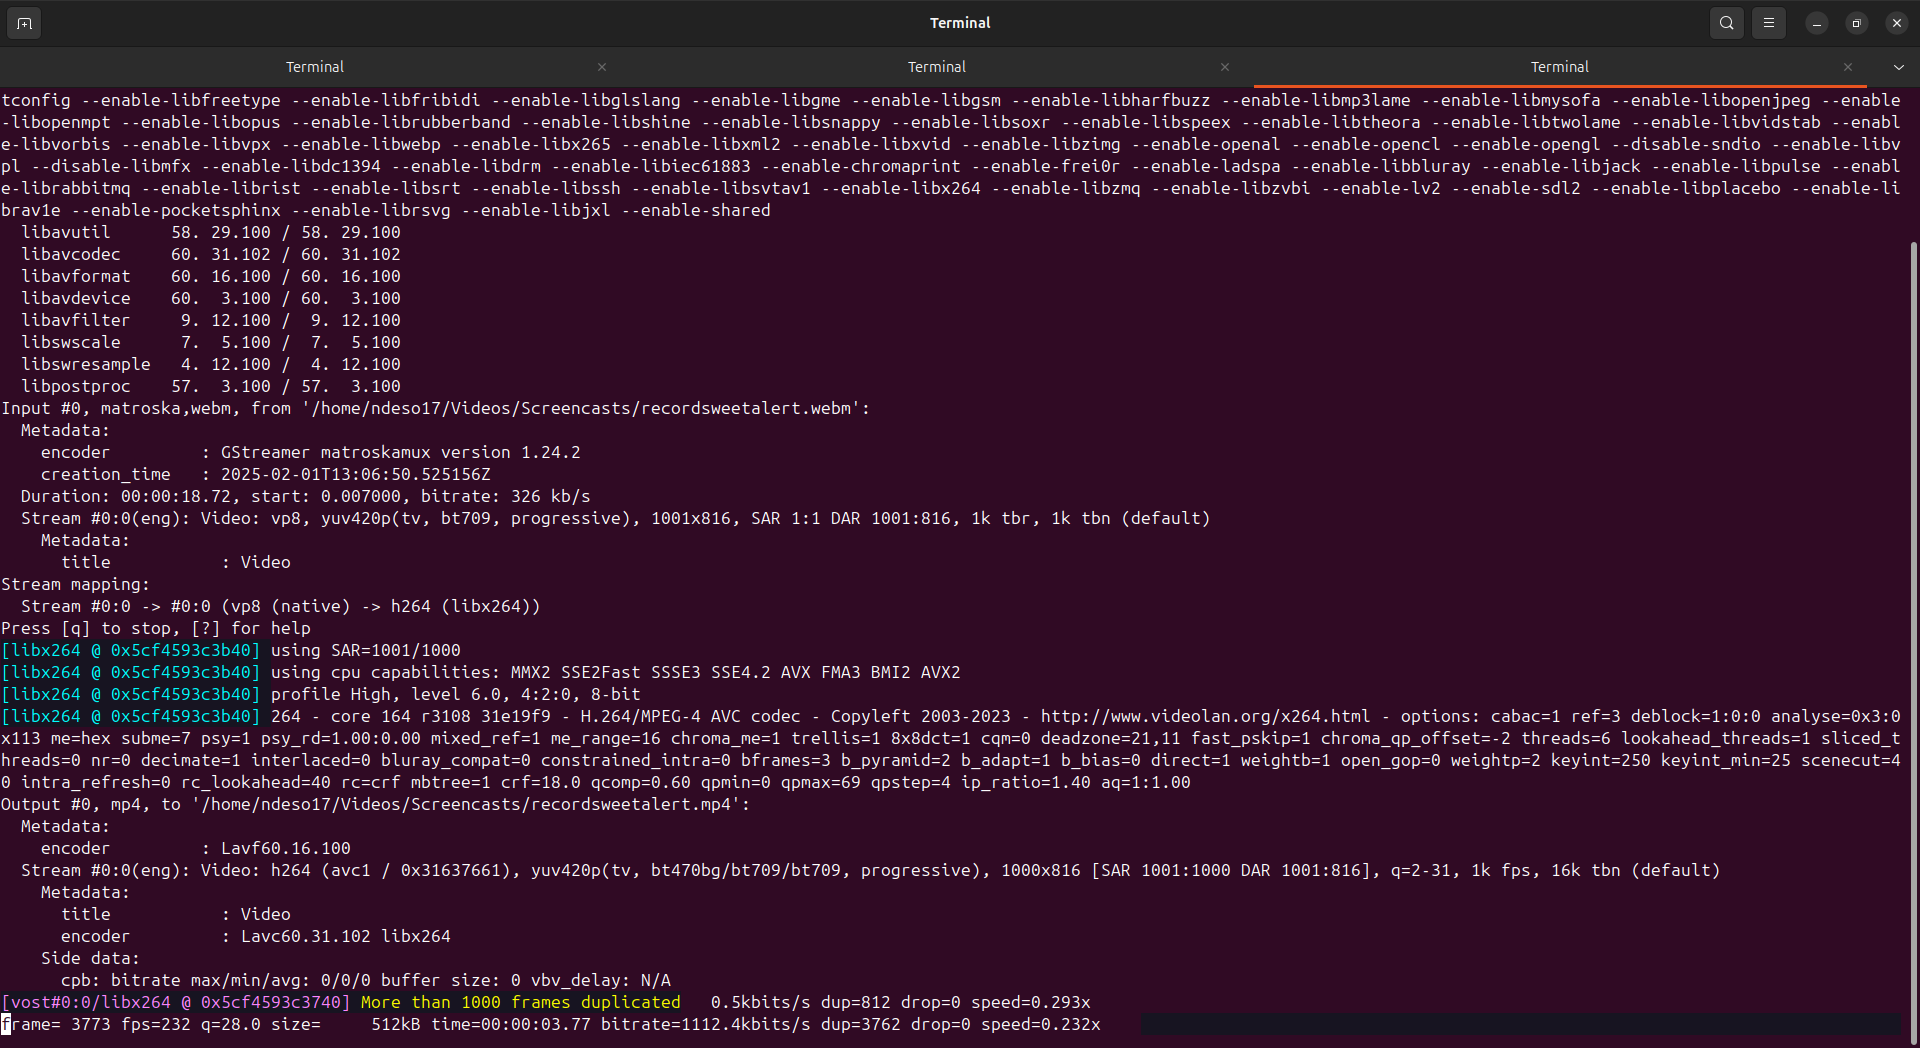 Terminal
Terminal
Terminal
Terminal
tconfig --enable-libfreetype --enable-libfribidi --enable-libglslang --enable-libgme --enable-libgsm --enable-libharfbuzz --enable-libmp3lame --enable-libmysofa --enable-libopenjpeg --enable
-libopenmpt --enable-libopus --enable-librubberband --enable-libshine --enable-libsnappy --enable-libsoxr --enable-libspeex --enable-libtheora --enable-libtwolame --enable-libvidstab --enabl
e-libvorbis --enable-libvpx --enable-libwebp --enable-libx265 --enable-libxml2 --enable-libxvid --enable-libzimg --enable-openal --enable-opencl --enable-opengl --disable-sndio --enable-libv
pl --disable-libmfx --enable-libdc1394 --enable-libdrm --enable-libiec61883 --enable-chromaprint --enable-frei0r --enable-ladspa --enable-libbluray --enable-libjack --enable-libpulse --enabl
e-librabbitmq --enable-librist --enable-libsrt --enable-libssh --enable-libsvtav1 --enable-libx264 --enable-libzmq --enable-libzvbi --enable-lv2 --enable-sdl2 --enable-libplacebo --enable-li
brav1e --enable-pocketsphinx --enable-librsvg --enable-libjxl --enable-shared
libavutil      58. 29.100 / 58. 29.100
libavcodec     60. 31.102 / 60. 31.102
libavformat    60. 16.100 / 60. 16.100
libavdevice    60.  3.100 / 60.  3.100
libavfilter     9. 12.100 /  9. 12.100
libswscale      7.  5.100 /  7.  5.100
libswresample   4. 12.100 /  4. 12.100
libpostproc    57.  3.100 / 57.  3.100
Input #0, matroska,webm, from '/home/ndeso17/Videos/Screencasts/recordsweetalert.webm':
Metadata:
encoder         : GStreamer matroskamux version 1.24.2
creation_time   : 2025-02-01T13:06:50.525156Z
Duration: 00:00:18.72, start: 0.007000, bitrate: 326 kb/s
Stream #0:0(eng): Video: vp8, yuv420p(tv, bt709, progressive), 1001x816, SAR 1:1 DAR 1001:816, 1k tbr, 1k tbn (default)
Metadata:
title           : Video
Stream mapping:
Stream #0:0 -> #0:0 (vp8 (native) -> h264 (libx264))
Press [q] to stop, [?] for help
[libx264 @ 0x5cf4593c3b40] using SAR=1001/1000
[libx264 @ 0x5cf4593c3b40] using cpu capabilities: MMX2 SSE2Fast SSSE3 SSE4.2 AVX FMA3 BMI2 AVX2
[libx264 @ 0x5cf4593c3b40] profile High, level 6.0, 4:2:0, 8-bit
[libx264 @ 0x5cf4593c3b40] 264 - core 164 r3108 31e19f9 - H.264/MPEG-4 AVC codec - Copyleft 2003-2023 - http://www.videolan.org/x264.html - options: cabac=1 ref=3 deblock=1:0:0 analyse=0x3:0
x113 me=hex subme=7 psy=1 psy_rd=1.00:0.00 mixed_ref=1 me_range=16 chroma_me=1 trellis=1 8x8dct=1 cqm=0 deadzone=21,11 fast_pskip=1 chroma_qp_offset=-2 threads=6 lookahead_threads=1 sliced_t
hreads=0 nr=0 decimate=1 interlaced=0 bluray_compat=0 constrained_intra=0 bframes=3 b_pyramid=2 b_adapt=1 b_bias=0 direct=1 weightb=1 open_gop=0 weightp=2 keyint=250 keyint_min=25 scenecut=4
0 intra_refresh=0 rc_lookahead=40 rc=crf mbtree=1 crf=18.0 qcomp=0.60 qpmin=0 qpmax=69 qpstep=4 ip_ratio=1.40 aq=1:1.00
Output #0, mp4, to '/home/ndeso17/Videos/Screencasts/recordsweetalert.mp4':
Metadata:
encoder         : Lavf60.16.100
Stream #0:0(eng): Video: h264 (avc1 / 0x31637661), yuv420p(tv, bt470bg/bt709/bt709, progressive), 1000x816 [SAR 1001:1000 DAR 1001:816], q=2-31, 1k fps, 16k tbn (default)
Metadata:
title           : Video
encoder         : Lavc60.31.102 libx264
Side data:
cpb: bitrate max/min/avg: 0/0/0 buffer size: 0 vbv_delay: N/A
[vost#0:0/libx264 @ 0x5cf4593c3740] More than 1000 frames duplicated   0.5kbits/s dup=812 drop=0 speed=0.293x
frame= 3773 fps=232 q=28.0 size=     512kB time=00:00:03.77 bitrate=1112.4kbits/s dup=3762 drop=0 speed=0.232x